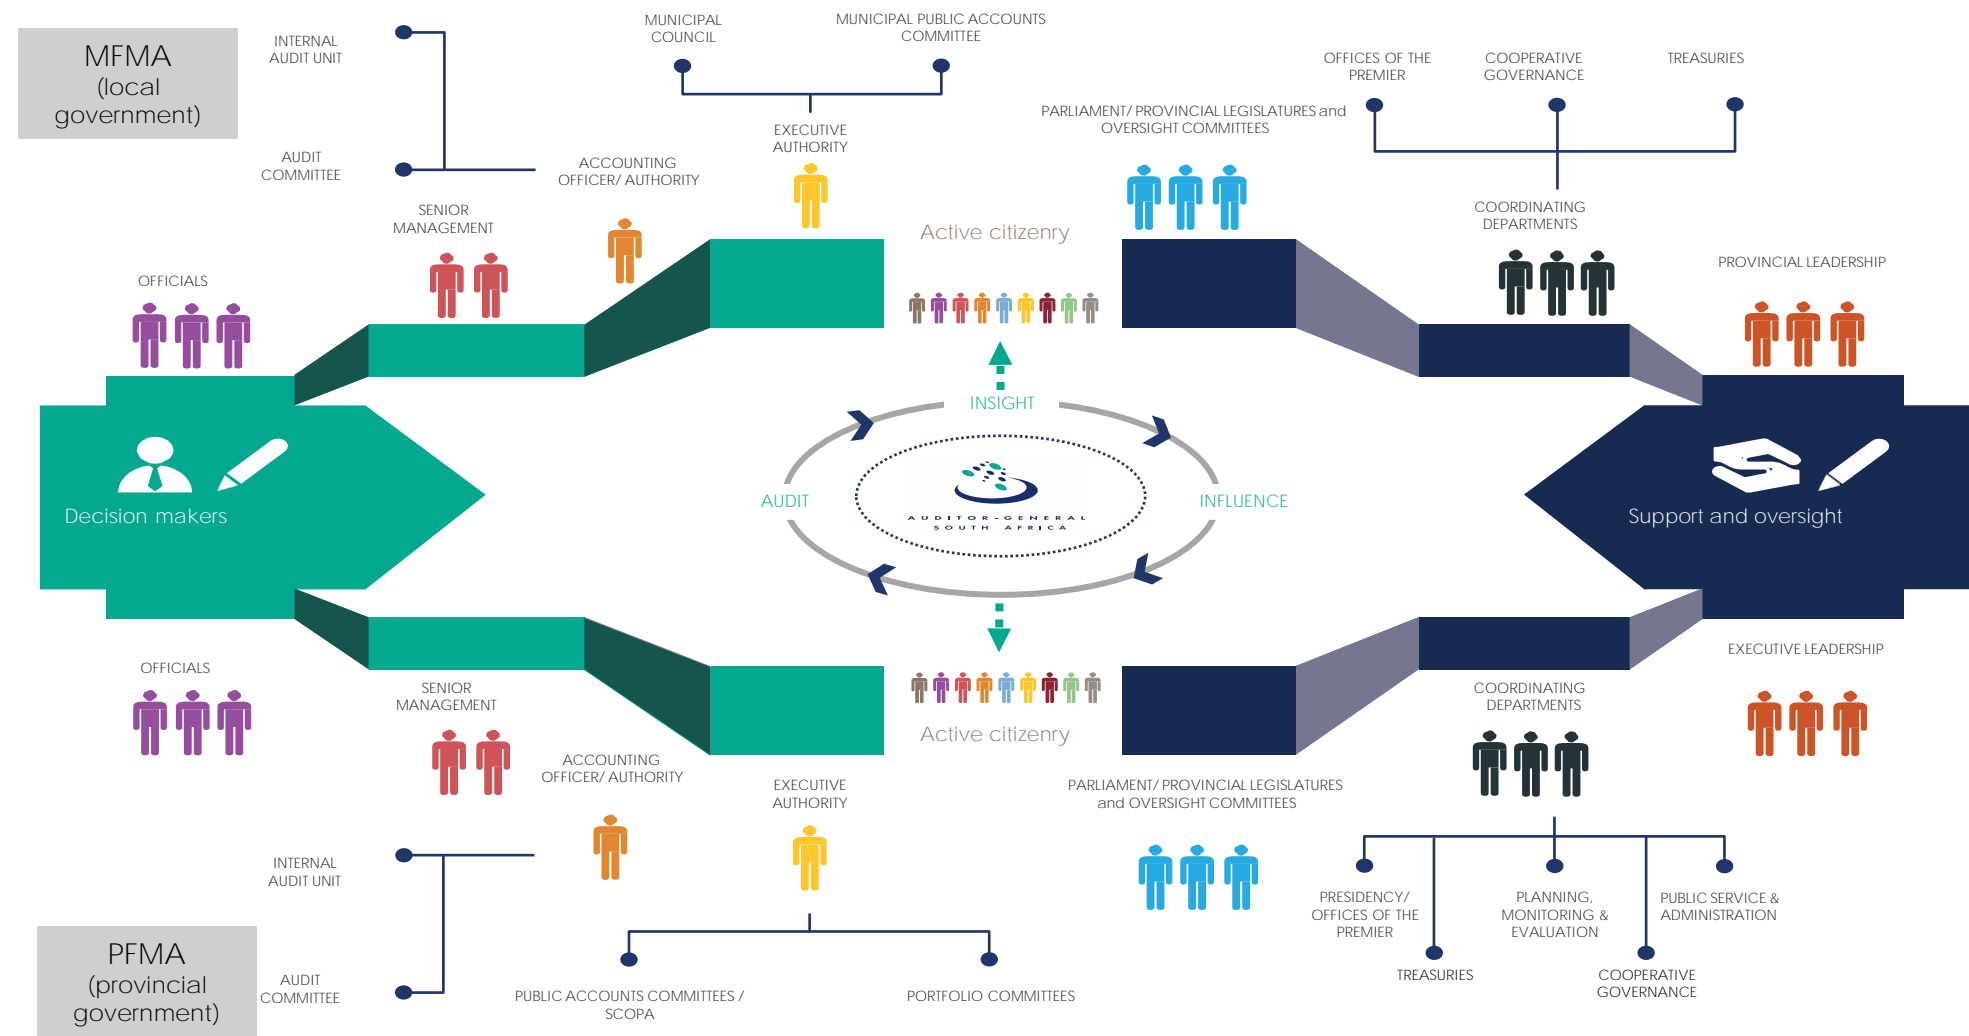 MFMA
(local
government)
INTERNAL
AUDIT UNIT
AUDIT
COMMITTEE
MUNICIPAL
COUNCIL
MUNICIPAL PUBLIC ACCOUNTS
COMMITTEE
EXECUTIVE
AUTHORITY
ACCOUNTING
OFFICER/ AUTHORITY
SENIOR
MANAGEMENT
OFFICIALS
Active citizenry
PARLIAMENT/ PROVINCIAL LEGISLATURES and
OVERSIGHT COMMITTEES
OFFICES OF THE
PREMIER
COOPERATIVE
GOVERNANCE
TREASURIES
COORDINATING
DEPARTMENTS
PROVINCIAL LEADERSHIP
Decision makers
INSIGHT
AUDIT
INFLUENCE
AUDITOR-GENERAL
SOUTH AFRICA
Support and oversight
OFFICIALS
SENIOR
MANAGEMENT
ACCOUNTING
OFFICER/ AUTHORITY
EXECUTIVE
AUTHORITY
Active citizenry
PARLIAMENT/ PROVINCIAL LEGISLATURES
and OVERSIGHT COMMITTEES
COORDINATING
DEPARTMENTS
EXECUTIVE LEADERSHIP
INTERNAL
AUDIT UNIT
AUDIT
COMMITTEE
PFMA
(provincial
government)
PUBLIC ACCOUNTS COMMITTEES /
SCOPA
PORTFOLIO COMMITTEES
PRESIDENCY/
OFFICES OF THE
PREMIER
TREASURIES
PLANNING,
MONITORING &
EVALUATION
COOPERATIVE
GOVERNANCE
PUBLIC SERVICE &
ADMINISTRATION